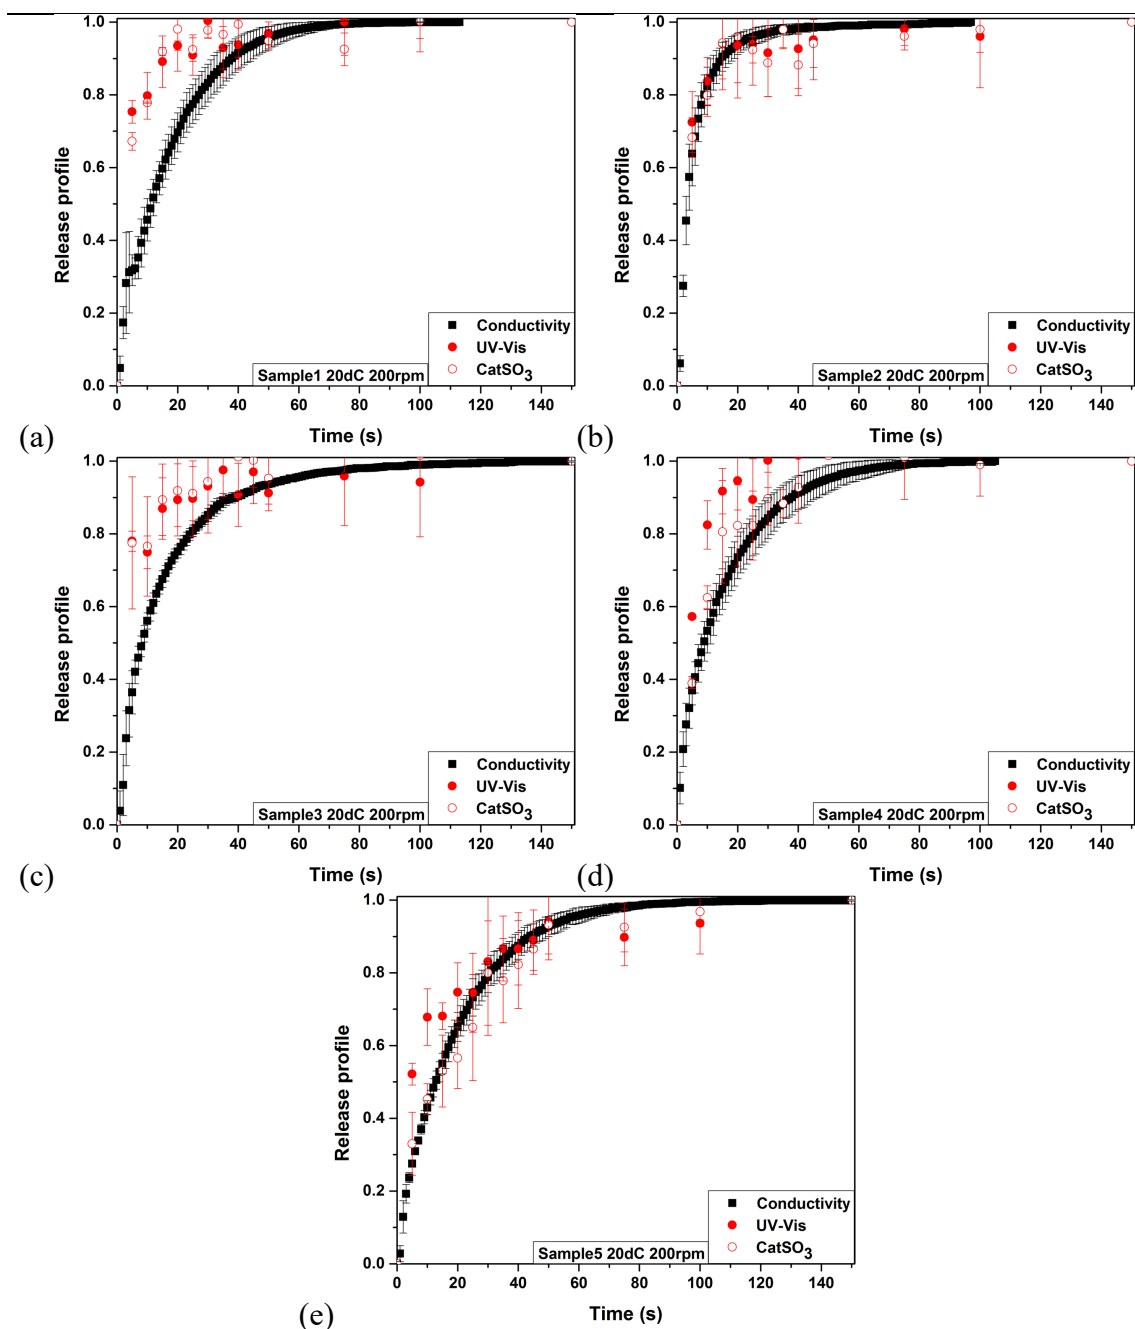 1.0
0.8
0.6
0.4
0.2
0.0
Release profile
Conductivity
UV-Vis
CatSO3
Sample1 20dC 200rpm
0 20 40 60 80 100 120 140
Time (s)
(a)
1.0
0.8
0.6
0.4
0.2
0.0
Release profile
Conductivity
UV-Vis
CatSO3
Sample2 20dC 200rpm
0 20 40 60 80 100 120 140
Time (s)
(b)
1.0
0.8
0.6
0.4
0.2
0.0
Release profile
Conductivity
UV-Vis
CatSO3
Sample3 20dC 200rpm
0 20 40 60 80 100 120 140
Time (s)
(c)
1.0
0.8
0.6
0.4
0.2
0.0
Release profile
Conductivity
UV-Vis
CatSO3
Sample4 20dC 200rpm
0 20 40 60 80 100 120 140
Time (s)
(d)
1.0
0.8
0.6
0.4
0.2
0.0
Release profile
Conductivity
UV-Vis
CatSO3
Sample5 20dC 200rpm
0 20 40 60 80 100 120 140
Time (s)
(e)